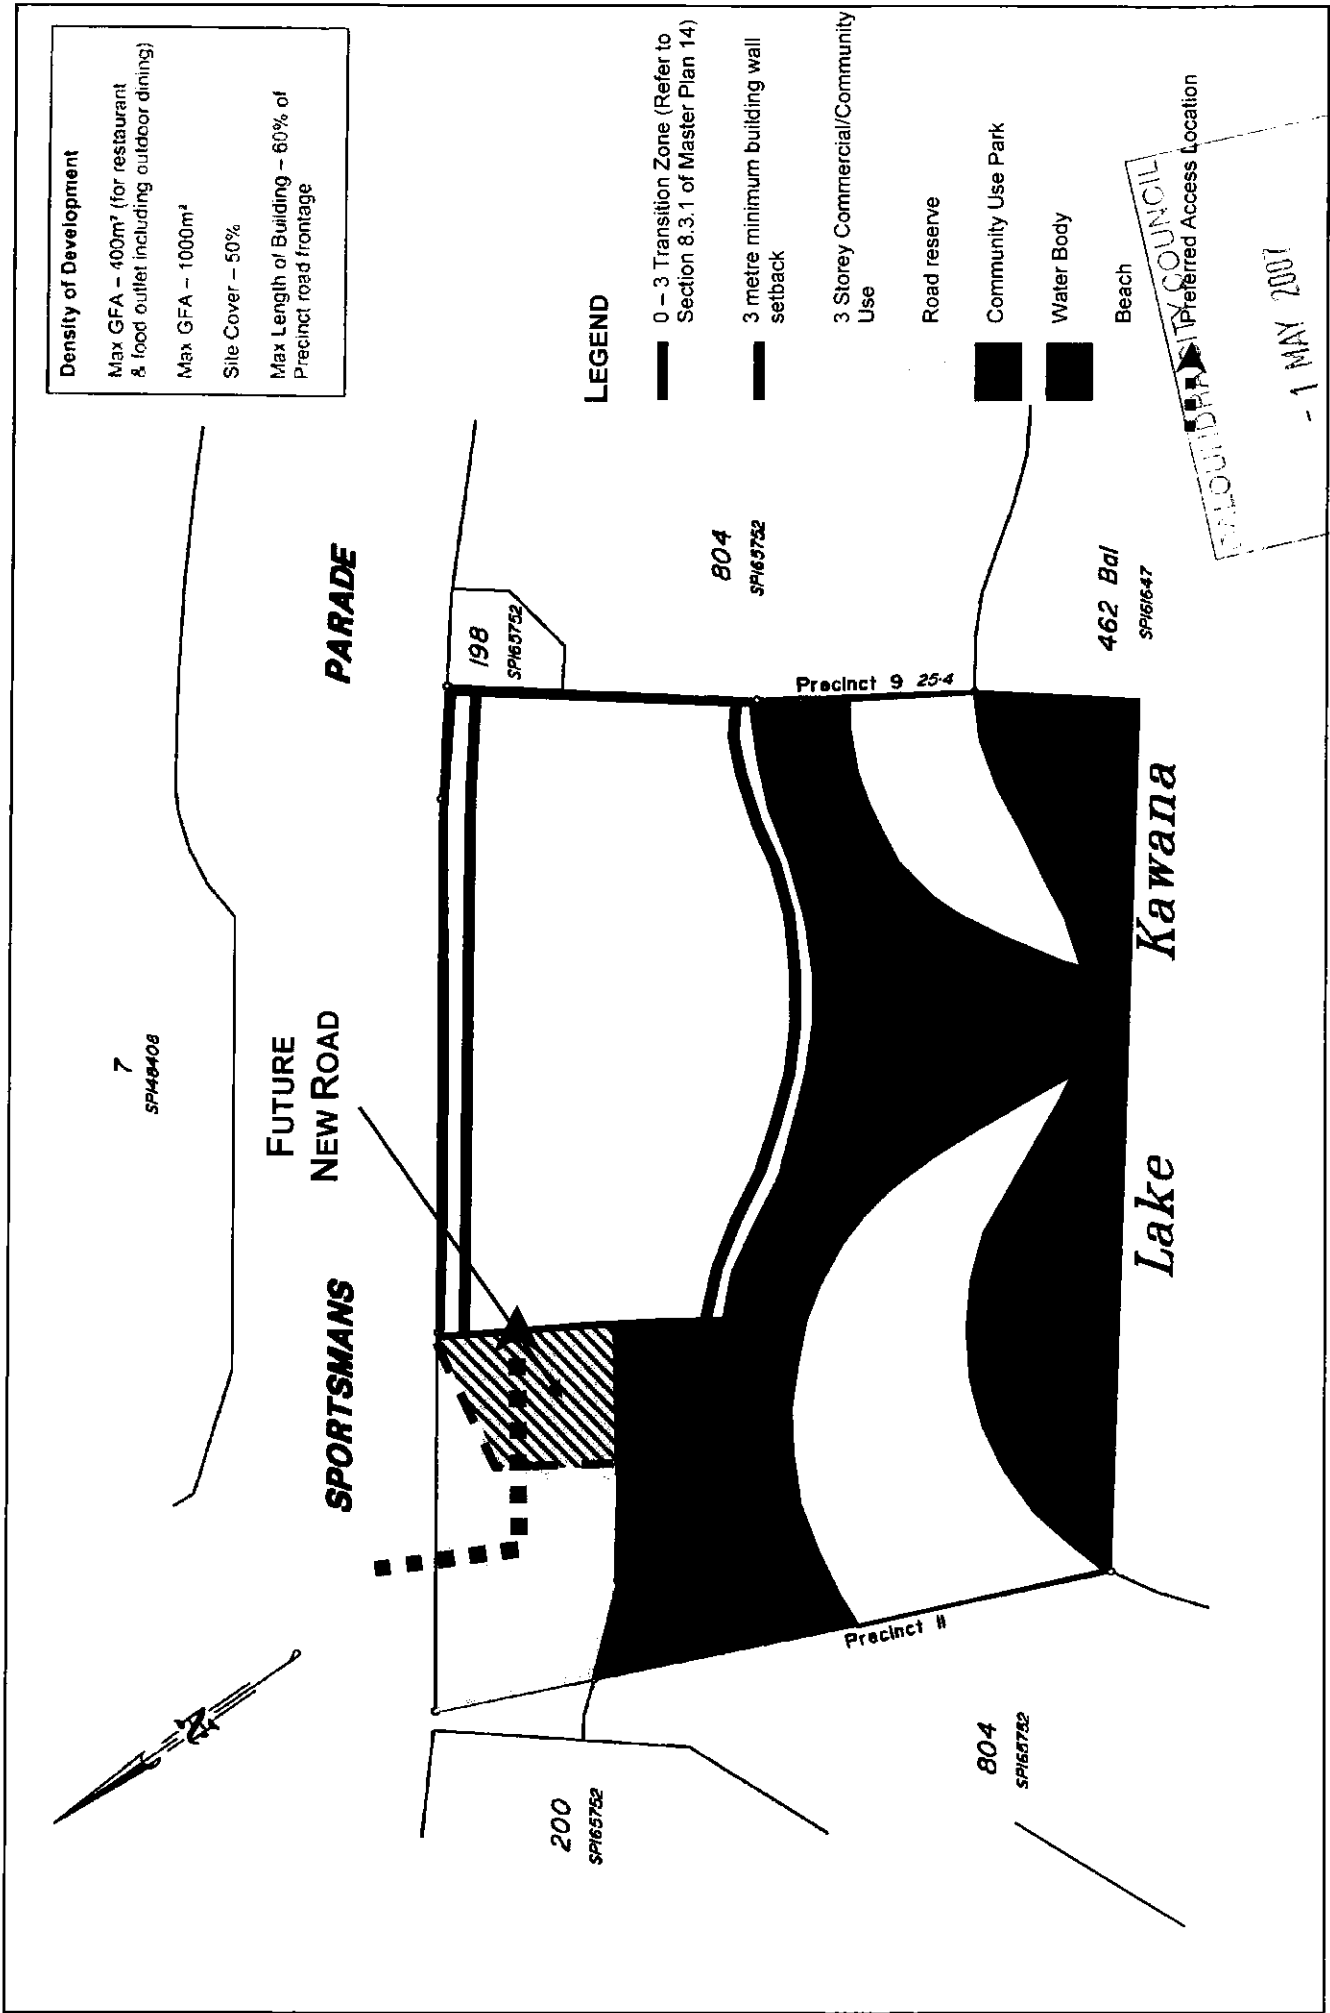 Density of Development
Max GFA – 400m² (for restaurant
& food outlet including outdoor dining)
Max GFA – 1000m²
Site Cover – 50%
Max Length of Building – 60% of
Precinct road frontage
LEGEND
0 – 3 Transition Zone (Refer to
Section 8.3.1 of Master Plan 14)
3 metre minimum building wall
setback
3 Storey Commercial/Community
Use
Road reserve
Community Use Park
Water Body
Beach
Preferred Access Location
CALOUNDRA CITY COUNCIL
- 1 MAY 2007
7
SP148408
FUTURE
NEW ROAD
SPORTSMANS PARADE
198
SP165752
804
SP165752
Precinct 9 25·4
462 Bal
SP161647
Lake Kawana
Precinct 11
200
SP165752
804
SP165752
N